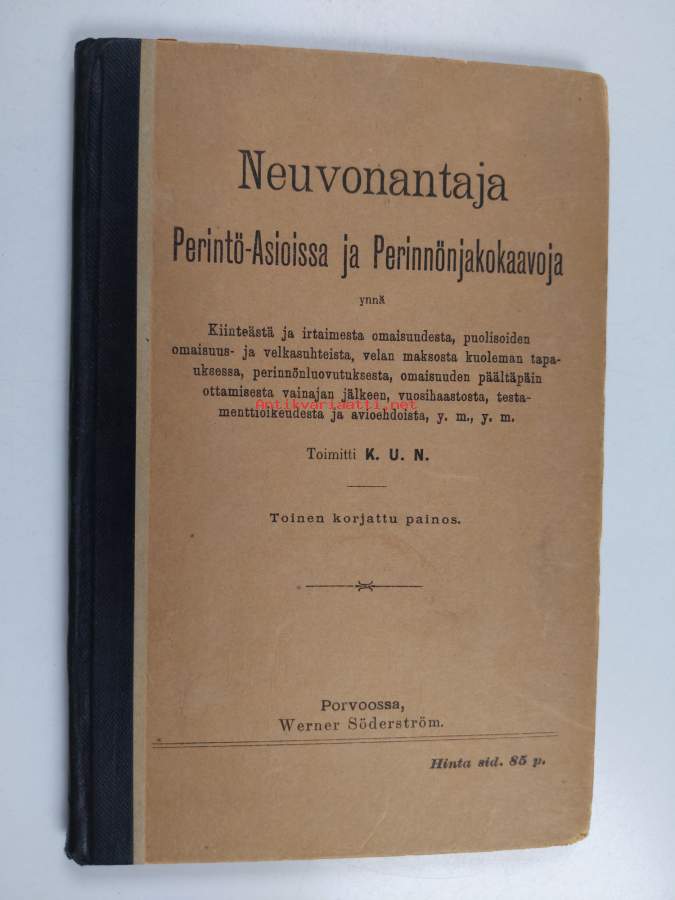 Neuvonantaja
Perintö-Asioissa ja Perinnönjakokaavoja
ynnä
Kiinteästä ja irtaimesta omaisuudesta, puolisoiden
omaisuus- ja velkasuhteista, velan maksosta kuoleman tapa-
uksessa, perinnönluovutuksesta, omaisuuden päältäpäin
ottamisesta vainajan jälkeen, vuosihaastosta, testa-
Antikvariaatti.net
menttioikeudesta ja avioehdoista, y. m., y. m.
Toimitti K. U. N.
Toinen korjattu painos.
Porvoossa,
Werner Söderström.
Hinta sid. 85 p.